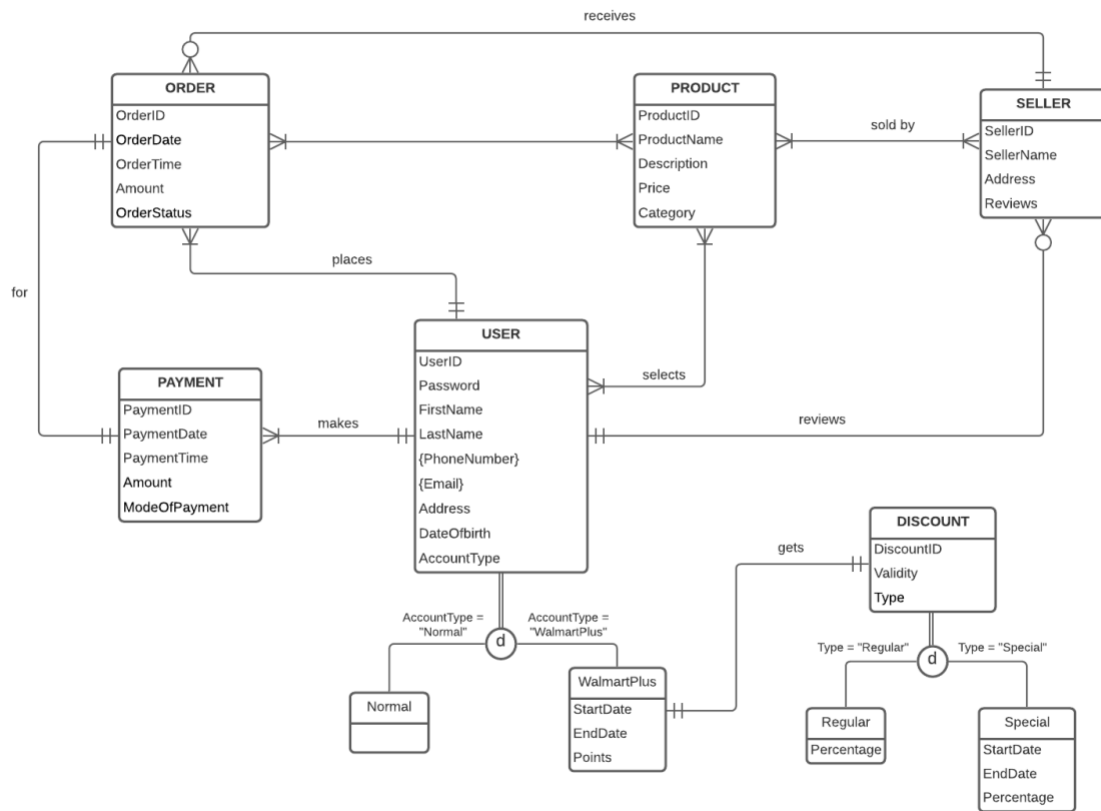 receives
ORDER
OrderID
OrderDate
OrderTime
Amount
OrderStatus
PRODUCT
ProductID
ProductName
Description
Price
Category
sold by
SELLER
SellerID
SellerName
Address
Reviews
places
for
USER
UserID
Password
FirstName
LastName
{PhoneNumber}
{Email}
Address
DateOfbirth
AccountType
selects
PAYMENT
PaymentID
PaymentDate
PaymentTime
Amount
ModeOfPayment
makes
reviews
DISCOUNT
DiscountID
Validity
Type
gets
AccountType =
"Normal"
AccountType =
"WalmartPlus"
d
Normal
WalmartPlus
StartDate
EndDate
Points
Type = "Regular"
Type = "Special"
d
Regular
Percentage
Special
StartDate
EndDate
Percentage